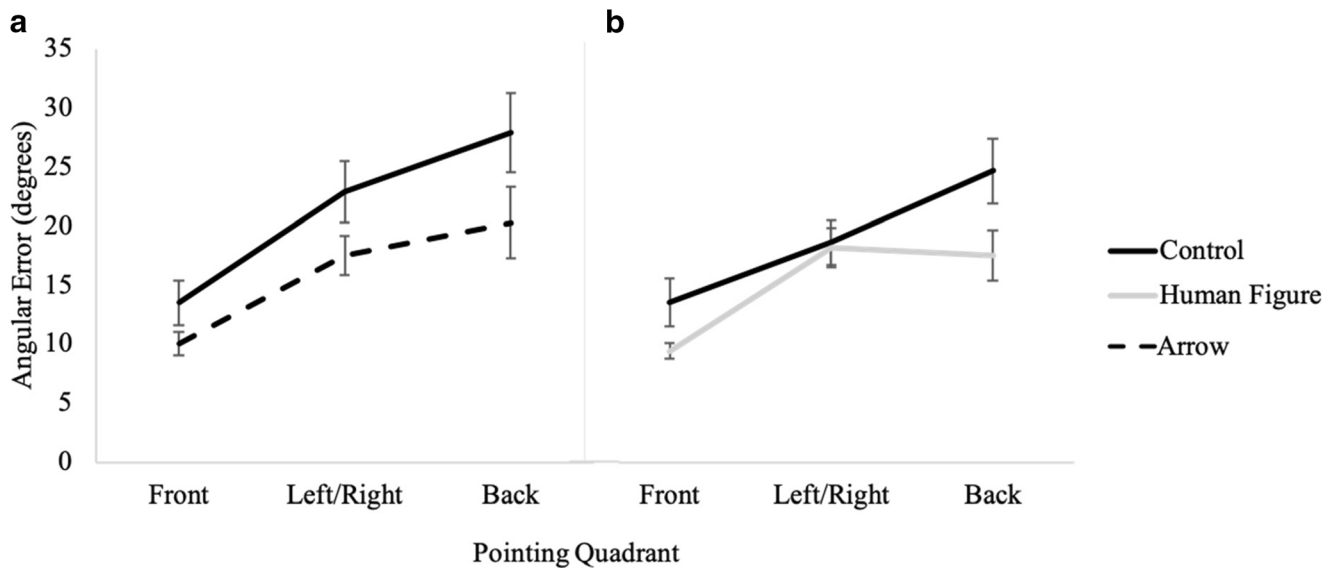 a
b
Angular Error (degrees)
35
30
25
20
15
10
5
0
Front Left/Right Back
Front Left/Right Back
Pointing Quadrant
Control
Human Figure
Arrow